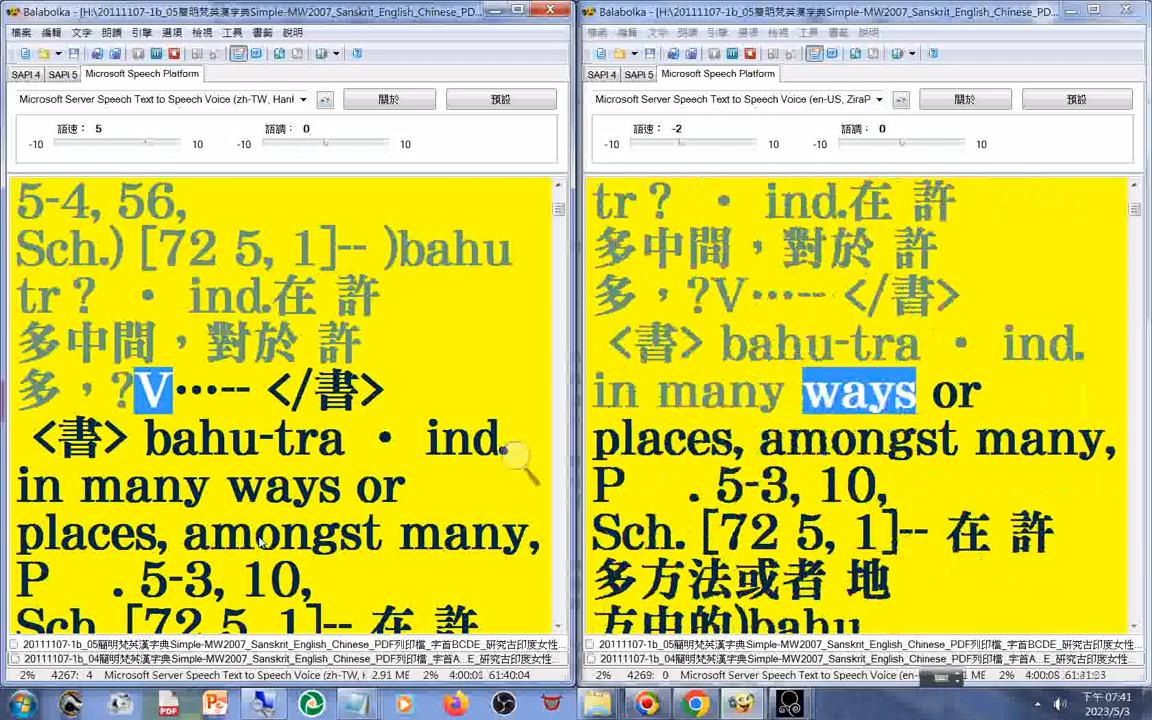 Balabolka - [H:\20111107-1b_05簡明梵英漢字典Simple-MW2007_Sanskrit_English_Chinese_PD...
檔案 編輯 文字 朗讀 引擎 選項 檢視 工具 書籤 說明
SAPI 4 SAPI 5 Microsoft Speech Platform
Microsoft Server Speech Text to Speech Voice (zh-TW, Hanl
關於
預設
語速： 5
語調： 0
-10 10 -10 10
5-4, 56,
Sch.) [72 5, 1]-- )bahu
tr？ • ind.在 許
多中間，對於 許
多，?V…-- </書>
<書> bahu-tra • ind.
in many ways or
places, amongst many,
P . 5-3, 10,
Sch. [72 5, 1]-- 在 許
20111107-1b_05簡明梵英漢字典Simple-MW2007_Sanskrit_English_Chinese_PDF列印檔_字首BCDE_研究古印度女性...
20111107-1b_04簡明梵英漢字典Simple-MW2007_Sanskrit_English_Chinese_PDF列印檔_字首A...E_研究古印度女性...
2% 4267: 4 Microsoft Server Speech Text to Speech Voice (zh-TW, H 2.91 MB 2% 4:00:01 61:40:04
Balabolka - [H:\20111107-1b_05簡明梵英漢字典Simple-MW2007_Sanskrit_English_Chinese_PD...
檔案 編輯 文字 朗讀 引擎 選項 檢視 工具 書籤 說明
SAPI 4 SAPI 5 Microsoft Speech Platform
Microsoft Server Speech Text to Speech Voice (en-US, ZiraP
關於
預設
語速： -2
語調： 0
-10 10 -10 10
tr？ • ind.在 許
多中間，對於 許
多，?V…-- </書>
<書> bahu-tra • ind.
in many ways or
places, amongst many,
P . 5-3, 10,
Sch. [72 5, 1]-- 在 許
多方法或者 地
方中的)bahu
20111107-1b_05簡明梵英漢字典Simple-MW2007_Sanskrit_English_Chinese_PDF列印檔_字首BCDE_研究古印度女性...
20111107-1b_04簡明梵英漢字典Simple-MW2007_Sanskrit_English_Chinese_PDF列印檔_字首A...E_研究古印度女性...
2% 4269: 0 Microsoft Server Speech Text to Speech Voice (en-US, MB 2% 4:00:0
PDF
下午 07:41
2023/5/3